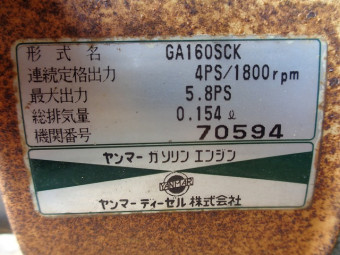 形式名 GA160SCK
連続定格出力 4PS/1800rpm
最大出力 5.8PS
総排気量 0.154ℓ
機関番号 70594
ヤンマー ガソリン エンジン
YANMAR
ヤンマーディーゼル 株式会社